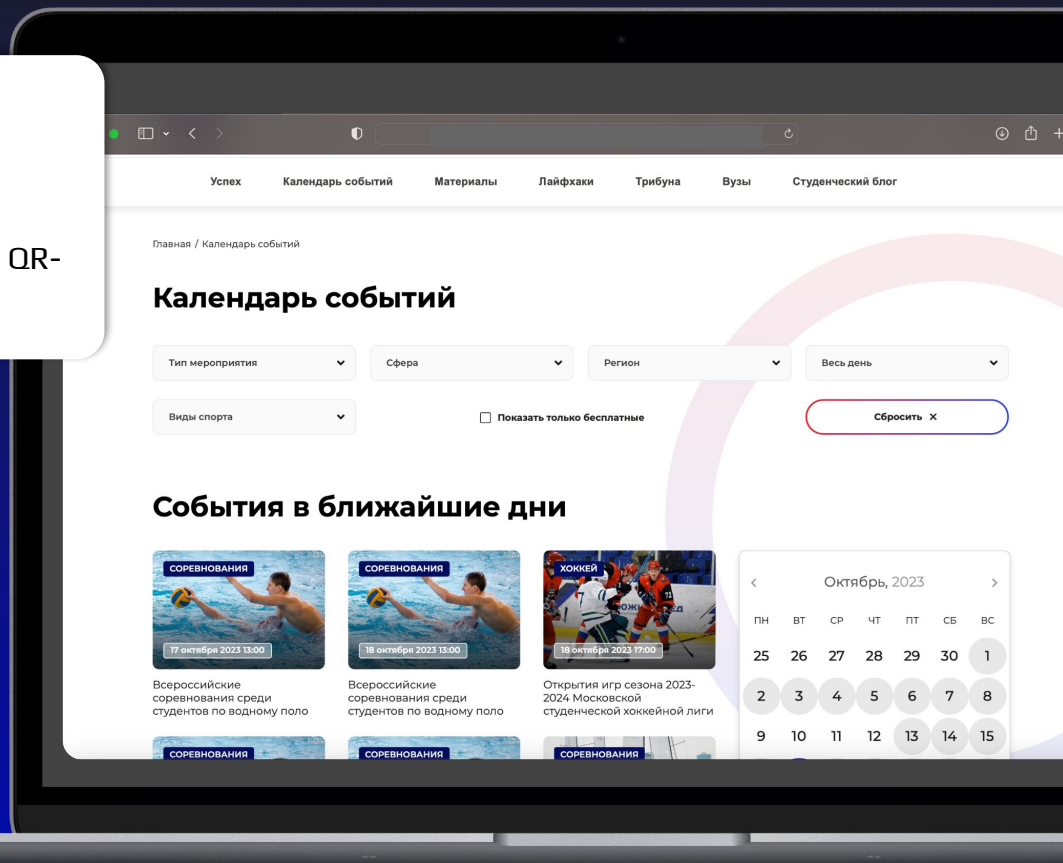 QR-
Успех Календарь событий Материалы Лайфхаки Трибуна Вузы Студенческий блог
Главная / Календарь событий
Календарь событий
Тип мероприятия Сфера Регион Весь день
Виды спорта Показать только бесплатные Сбросить ×
События в ближайшие дни
СОРЕВНОВАНИЯ
17 октября 2023 13:00
Всероссийские
соревнования среди
студентов по водному поло
СОРЕВНОВАНИЯ
18 октября 2023 13:00
Всероссийские
соревнования среди
студентов по водному поло
ХОККЕЙ
18 октября 2023 17:00
Открытия игр сезона 2023-
2024 Московской
студенческой хоккейной лиги
Октябрь, 2023
ПН ВТ СР ЧТ ПТ СБ ВС
25 26 27 28 29 30 1
2 3 4 5 6 7 8
9 10 11 12 13 14 15
СОРЕВНОВАНИЯ
СОРЕВНОВАНИЯ
СОРЕВНОВАНИЯ